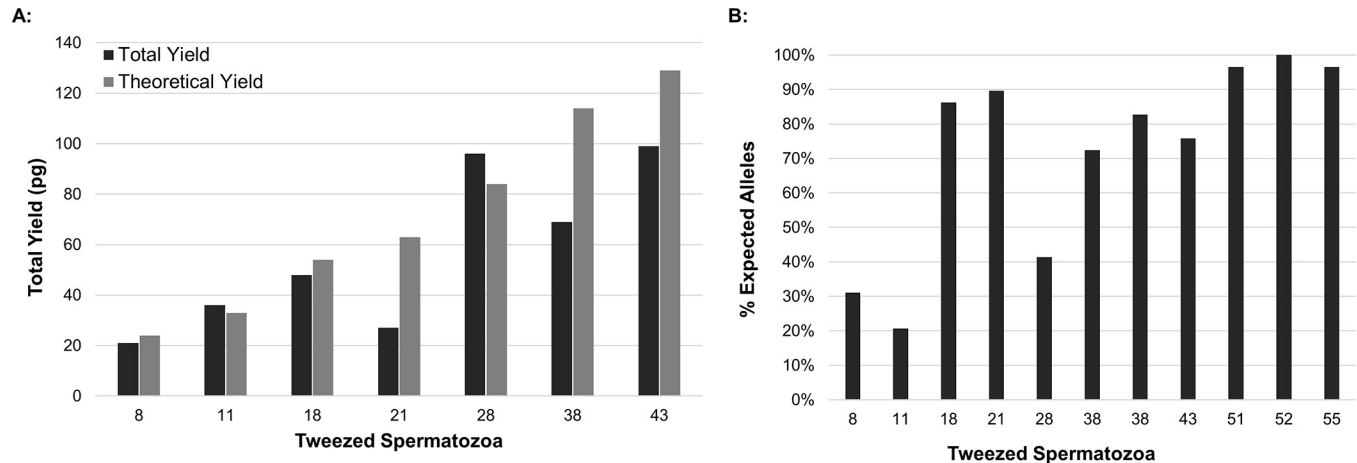 A:
140
120
100
80
60
40
20
0
Total Yield (pg)
Total Yield
Theoretical Yield
8 11 18 21 28 38 43
Tweezed Spermatozoa
B:
100%
90%
80%
70%
60%
50%
40%
30%
20%
10%
0%
% Expected Alleles
8 11 18 21 28 38 38 43 51 52 55
Tweezed Spermatozoa